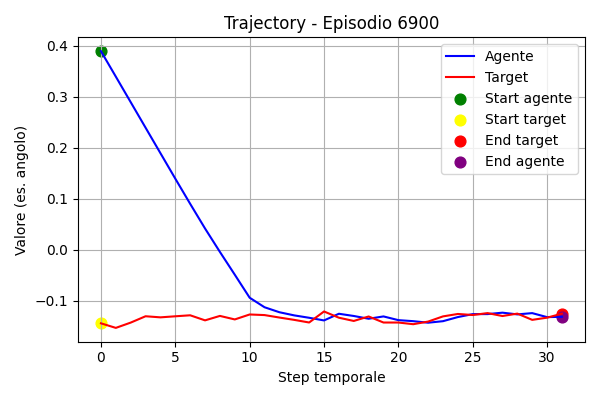 Trajectory - Episodio 6900
Valore (es. angolo)
0.4
0.3
0.2
0.1
0.0
−0.1
Agente
Target
Start agente
Start target
End target
End agente
0 5 10 15 20 25 30
Step temporale